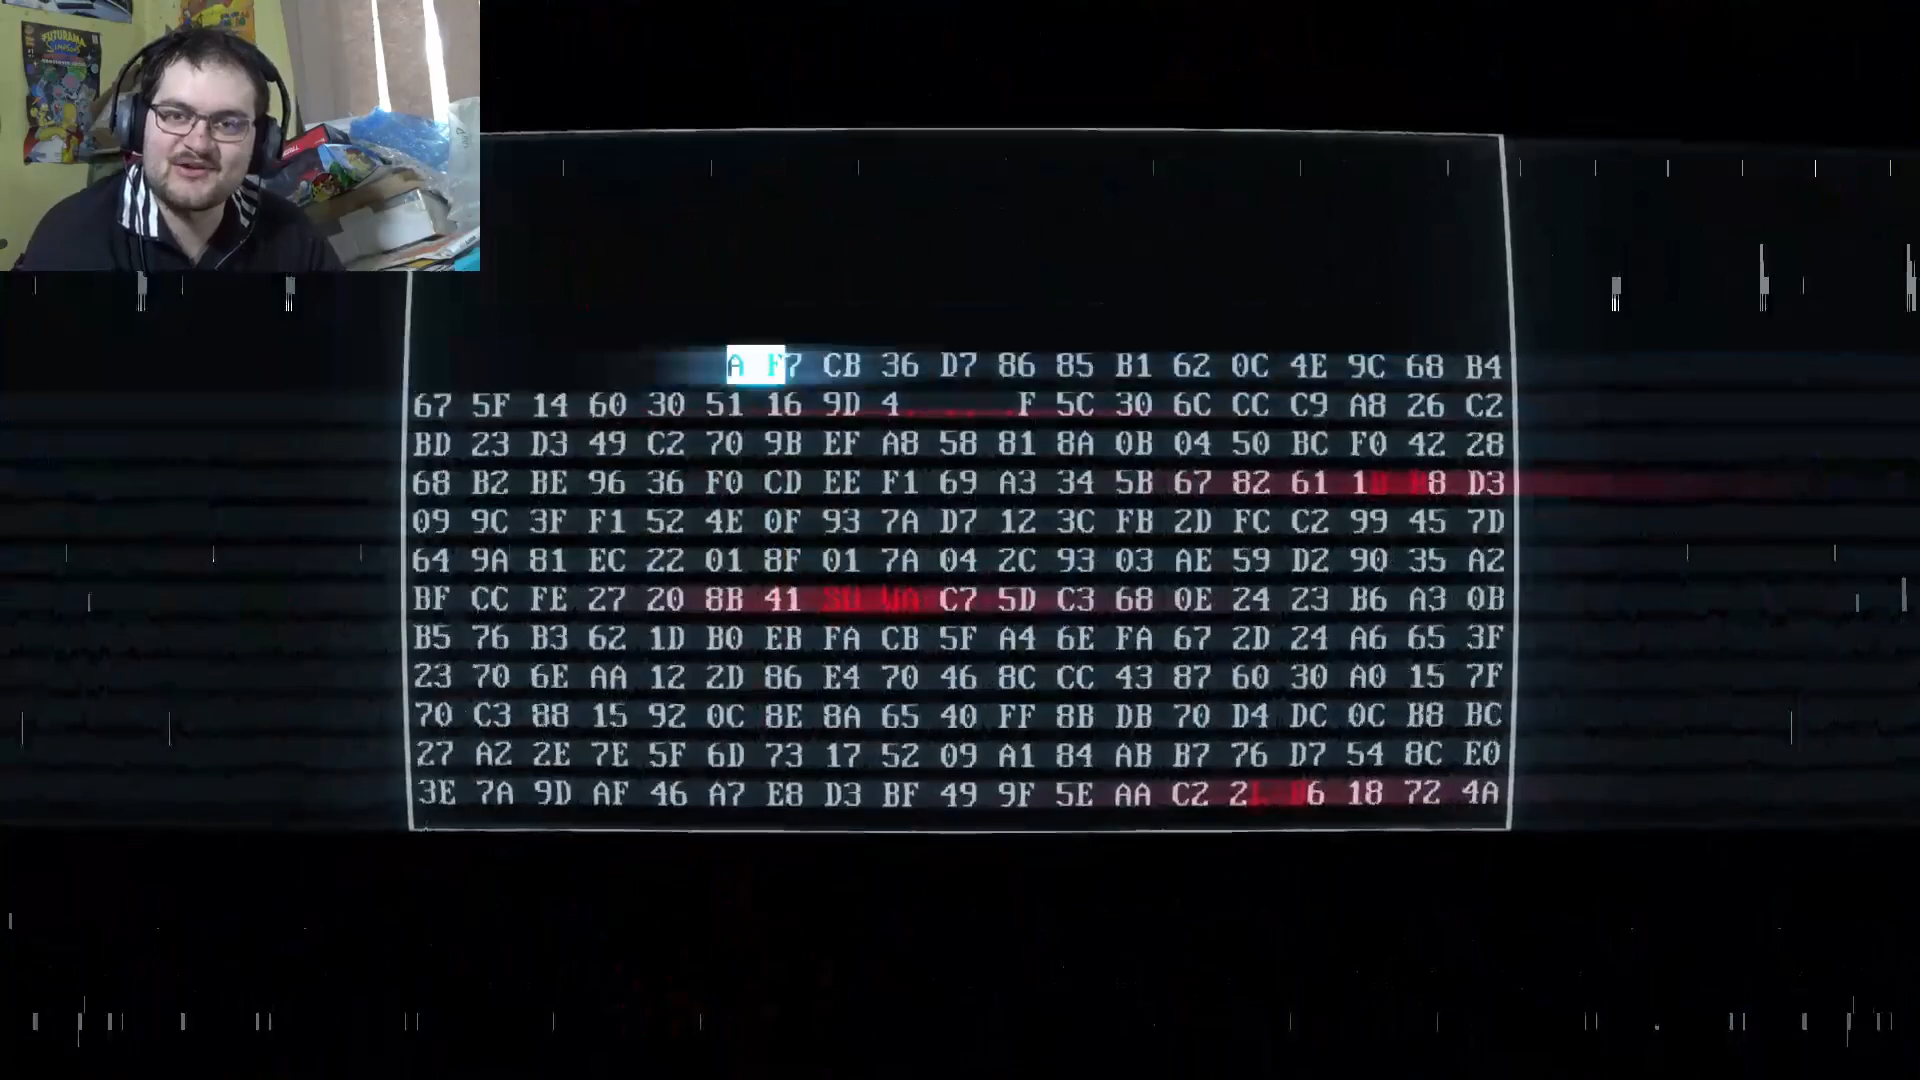 FUTURAMA
SIMPSONS
A F7 CB 36 D7 86 85 B1 62 0C 4E 9C 68 B4
67 5F 14 60 30 51 16 9D 4 F 5C 30 6C CC C9 A8 26 C2
BD 23 D3 49 C2 70 9B EF A8 58 81 8A 0B 04 50 BC F0 42 28
68 B2 BE 96 36 F0 CD EE F1 69 A3 34 5B 67 82 61 1 8 D3
09 9C 3F F1 52 4E 0F 93 7A D7 12 3C FB 2D FC C2 99 45 7D
64 9A 81 EC 22 01 8F 01 7A 04 2C 93 03 AE 59 D2 90 35 A2
BF CC FE 27 20 8B 41 C7 5D C3 68 0E 24 23 B6 A3 0B
B5 76 B3 62 1D B0 EB FA CB 5F A4 6E FA 67 2D 24 A6 65 3F
23 70 6E AA 12 2D 86 E4 70 46 8C CC 43 87 60 30 A0 15 7F
70 C3 88 15 92 0C 8E 8A 65 40 FF 8B DB 70 D4 DC 0C B8 BC
27 A2 2E 7E 5F 6D 73 17 52 09 A1 84 AB B7 76 D7 54 8C E0
3E 7A 9D AF 46 A7 E8 D3 BF 49 9F 5E AA C2 2 6 18 72 4A